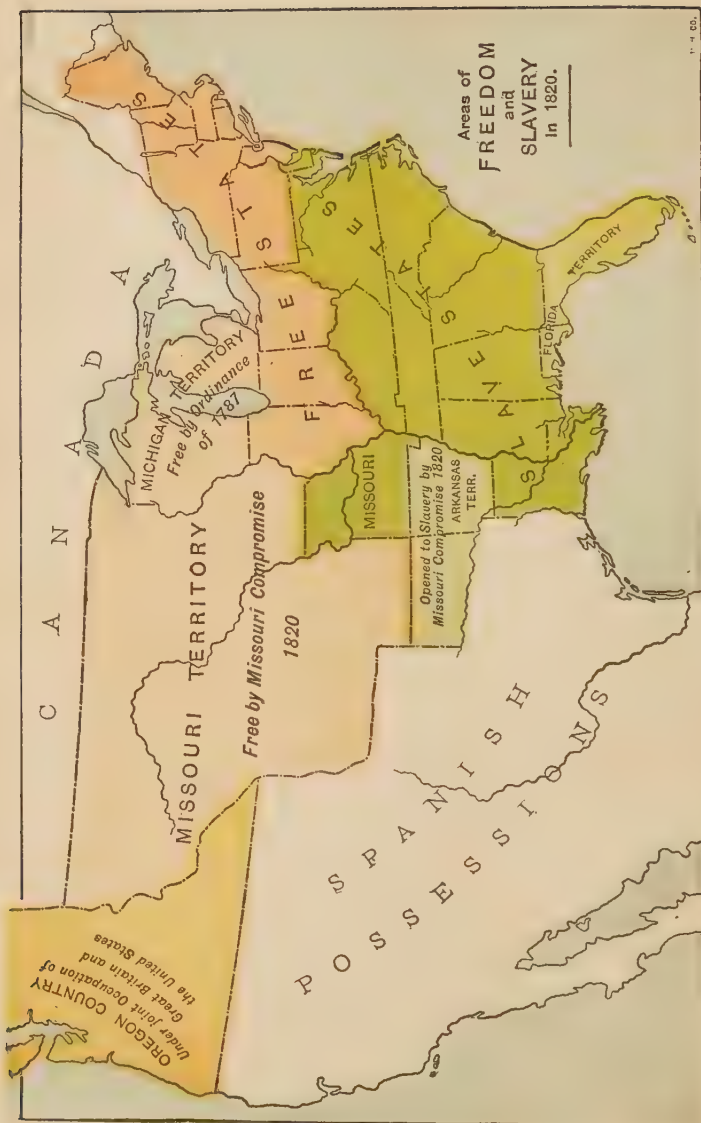 Areas of
FREEDOM
and
SLAVERY
in 1820.
CANADA
OREGON COUNTRY
Under Joint Occupation of
Great Britain and
the United States
MISSOURI TERRITORY
Free by Missouri Compromise
1820
MICHIGAN TERRITORY
Free by Ordinance
of 1787
FREE STATES
MISSOURI
Opened to Slavery by
Missouri Compromise 1820
ARKANSAS
TERR.
SLAVE STATES
FLORIDA
TERRITORY
SPANISH
POSSESSIONS